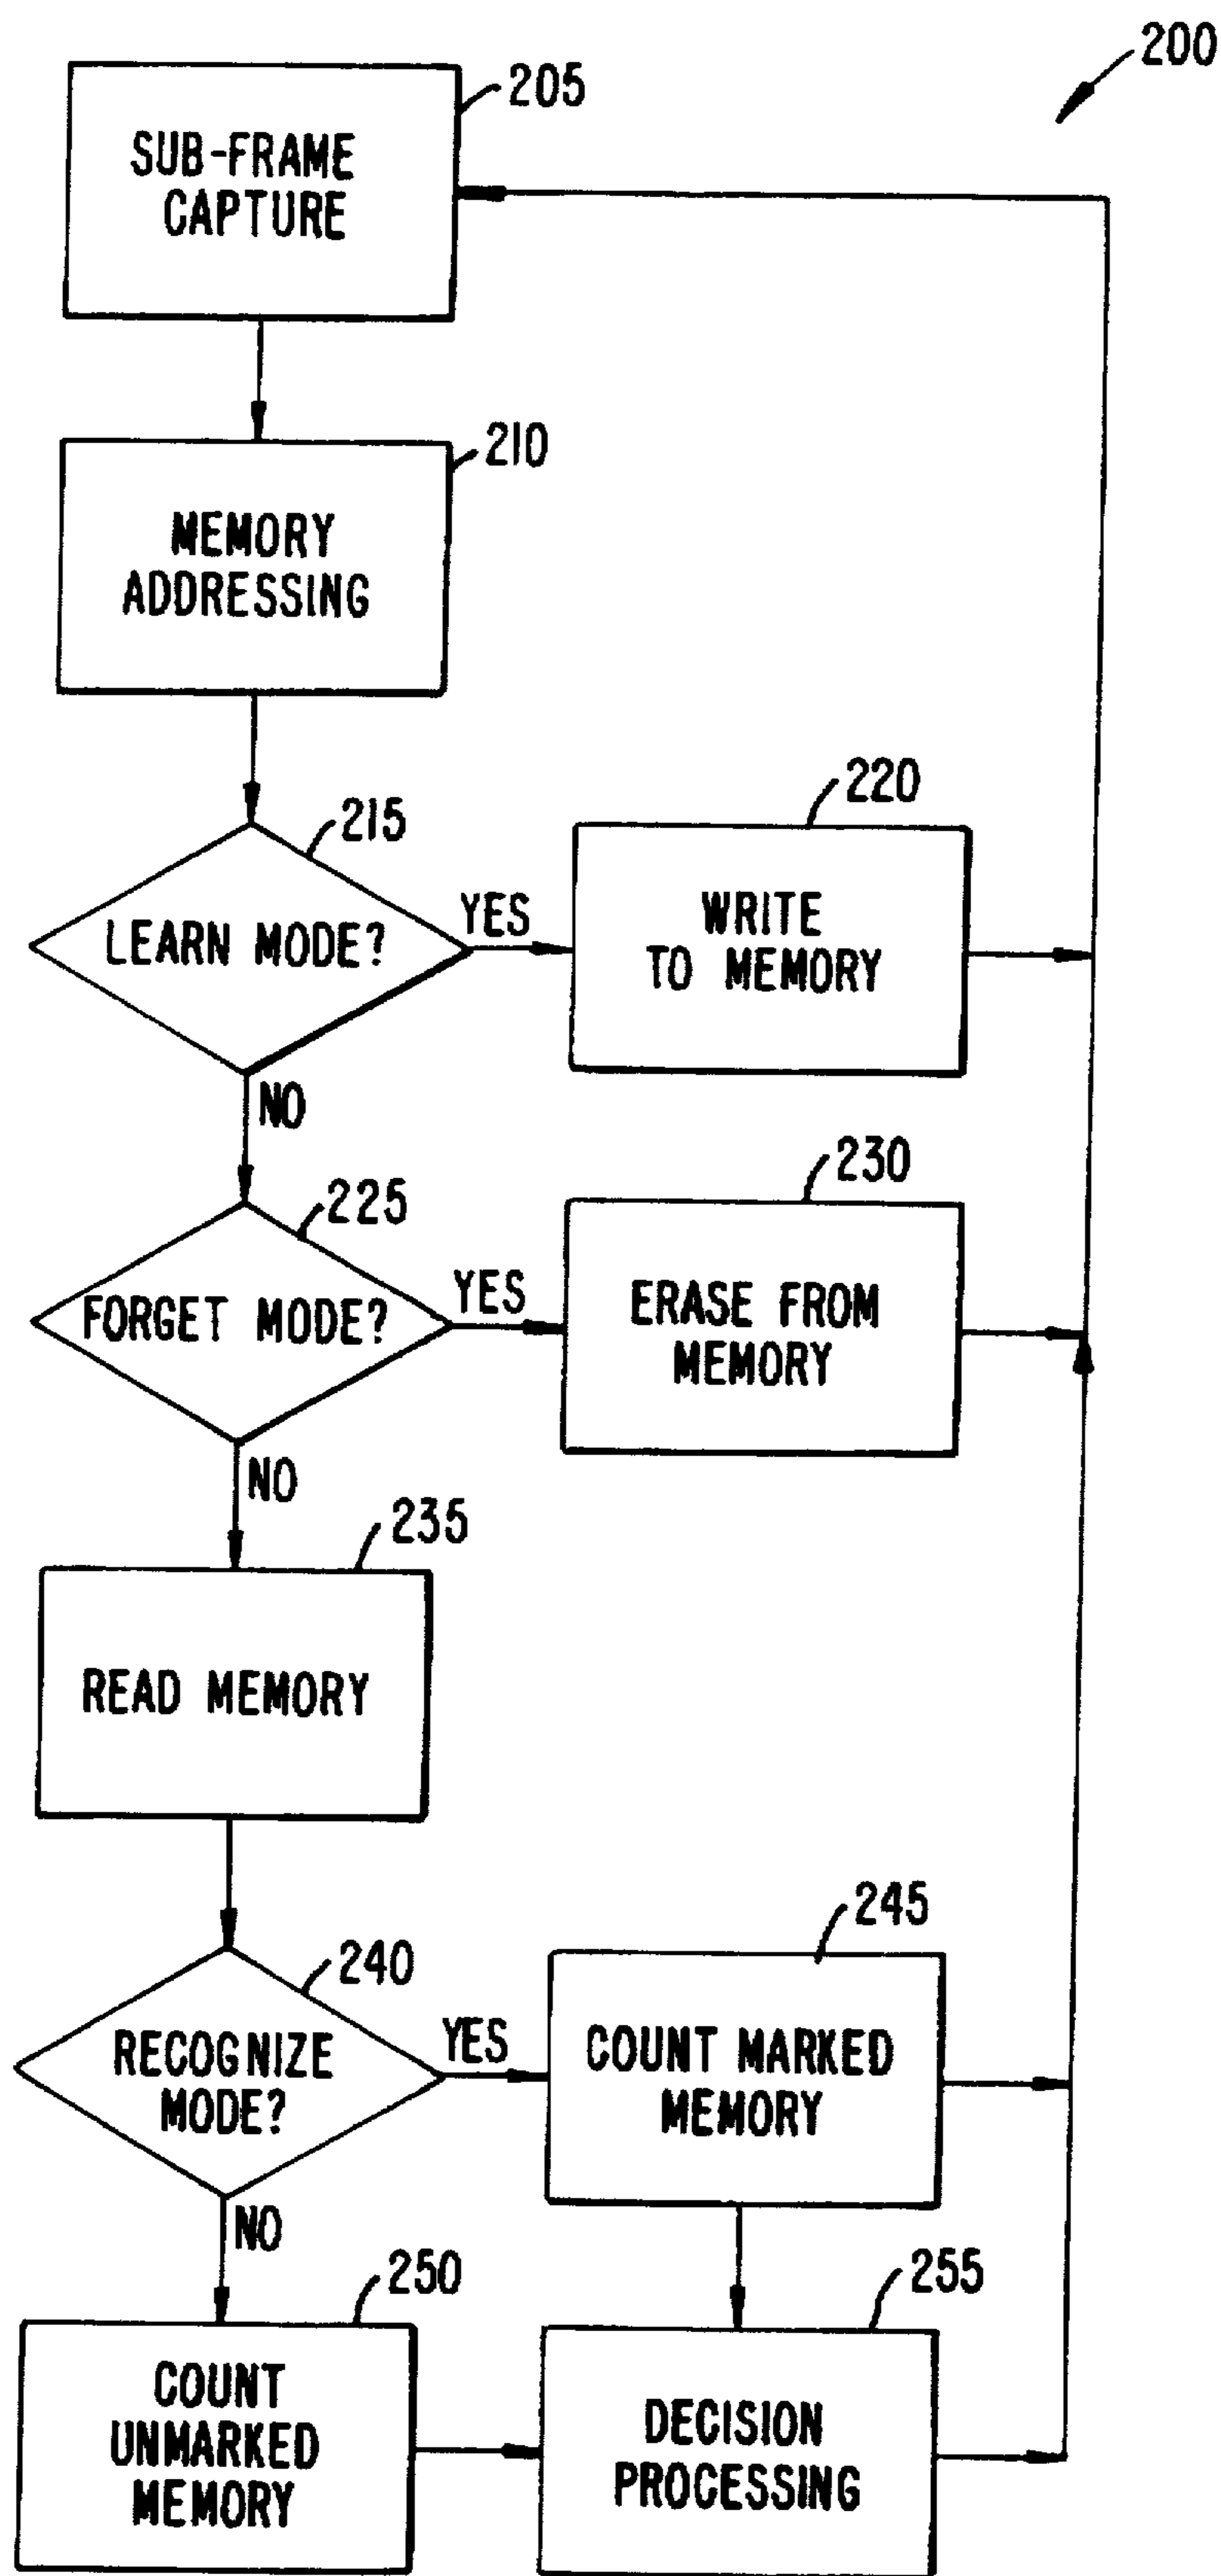 200
205
SUB-FRAME
CAPTURE
210
MEMORY
ADDRESSING
215
LEARN MODE?
YES
220
WRITE
TO MEMORY
NO
225
FORGET MODE?
YES
230
ERASE FROM
MEMORY
NO
235
READ MEMORY
240
RECOGNIZE
MODE?
YES
245
COUNT MARKED
MEMORY
NO
250
COUNT
UNMARKED
MEMORY
255
DECISION
PROCESSING